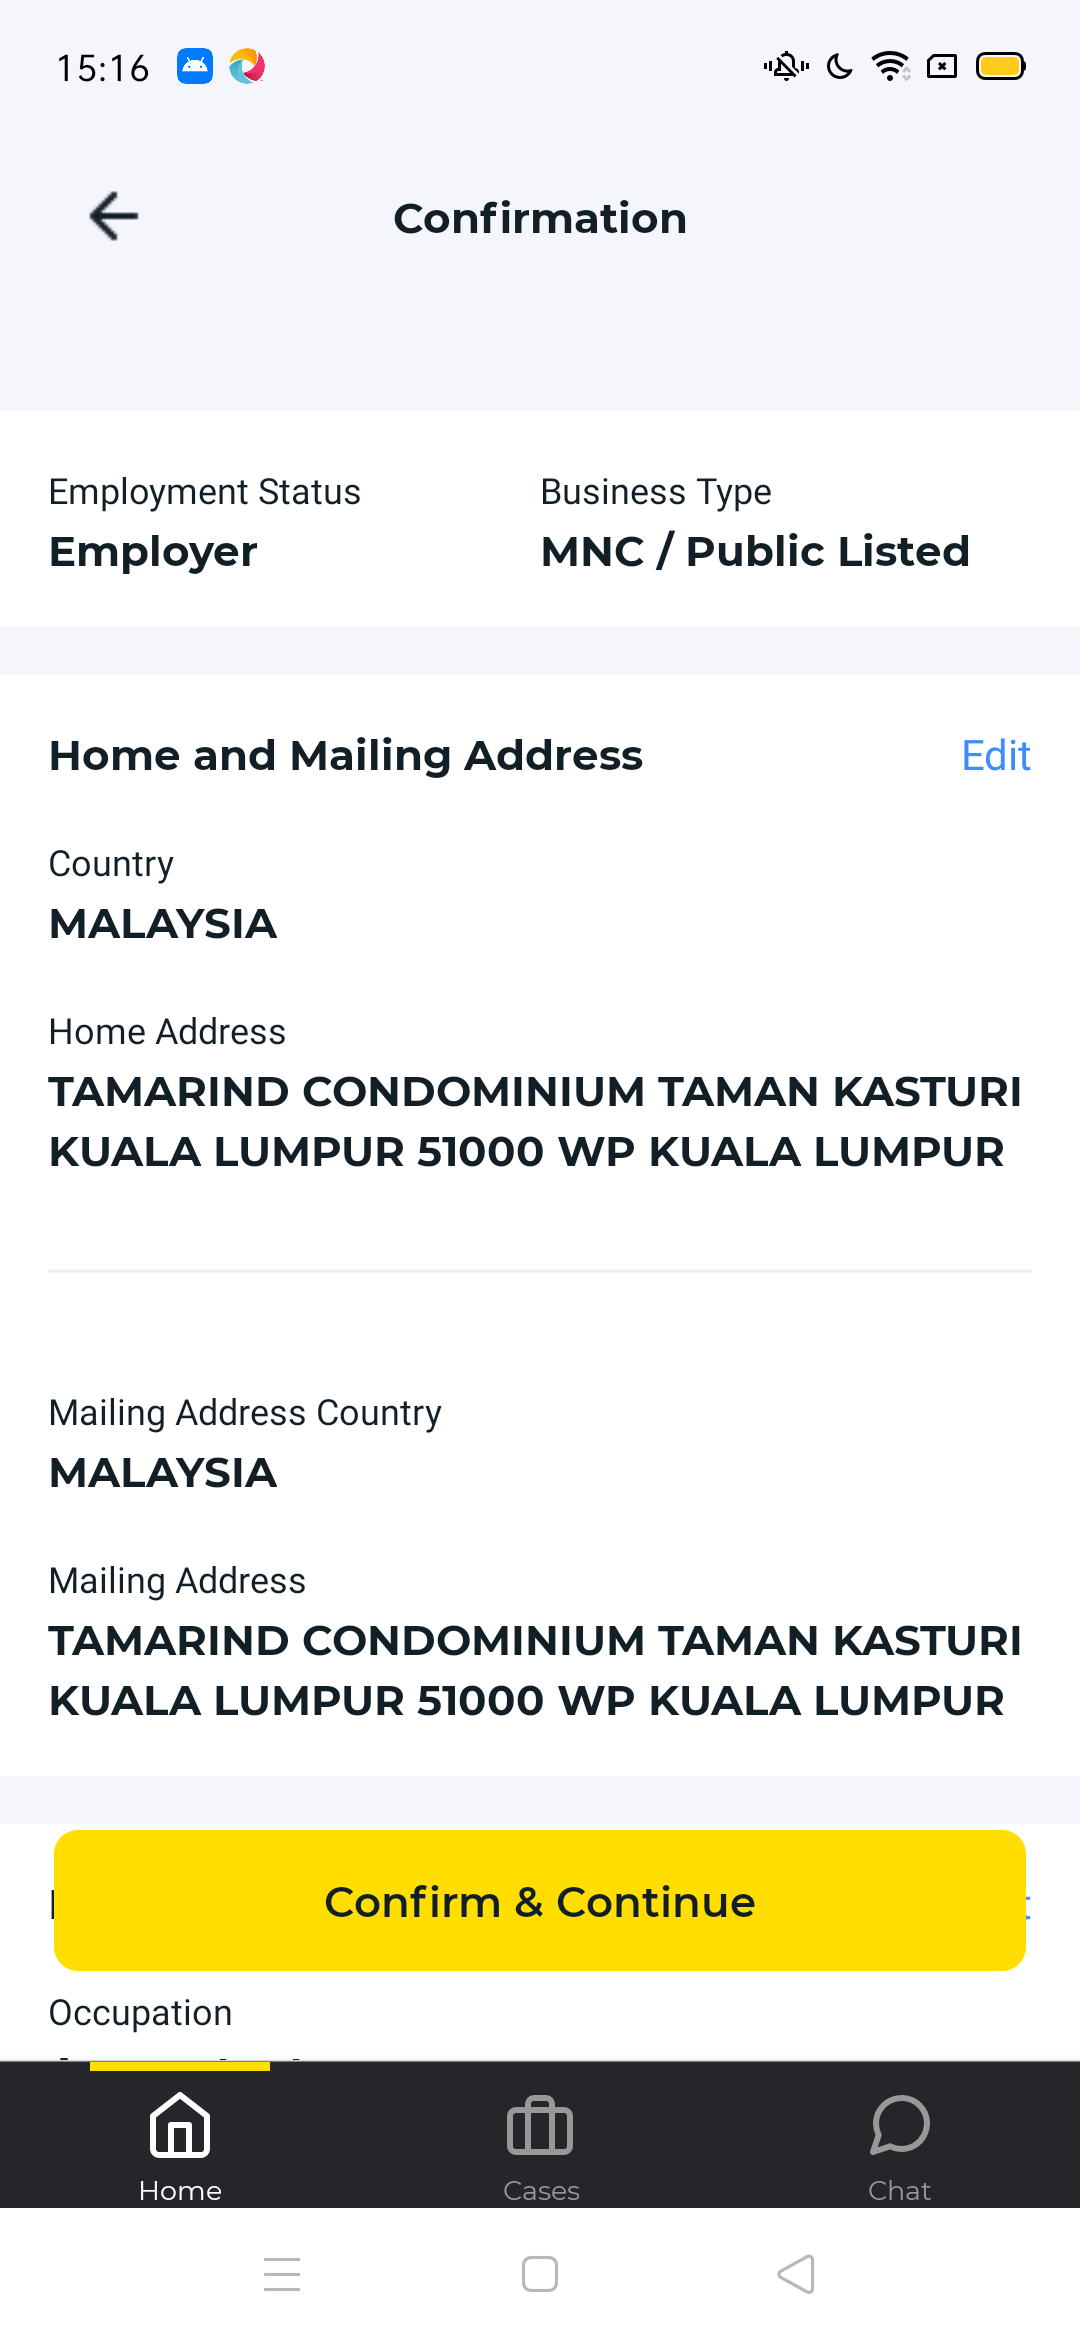 15:16
Confirmation
Employment Status
Employer
Business Type
MNC / Public Listed
Home and Mailing Address
Edit
Country
MALAYSIA
Home Address
TAMARIND CONDOMINIUM TAMAN KASTURI
KUALA LUMPUR 51000 WP KUALA LUMPUR
Mailing Address Country
MALAYSIA
Mailing Address
TAMARIND CONDOMINIUM TAMAN KASTURI
KUALA LUMPUR 51000 WP KUALA LUMPUR
Confirm & Continue
Occupation
Home
Cases
Chat